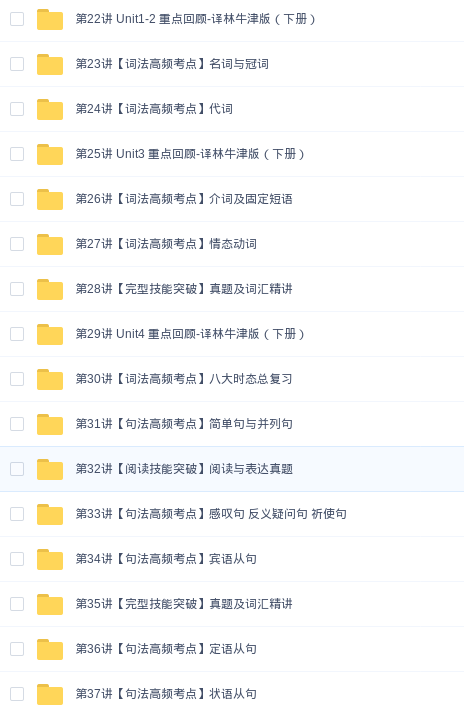 第22讲 Unit1-2 重点回顾-译林牛津版（下册）
第23讲【词法高频考点】名词与冠词
第24讲【词法高频考点】代词
第25讲 Unit3 重点回顾-译林牛津版（下册）
第26讲【词法高频考点】介词及固定短语
第27讲【词法高频考点】情态动词
第28讲【完型技能突破】真题及词汇精讲
第29讲 Unit4 重点回顾-译林牛津版（下册）
第30讲【词法高频考点】八大时态总复习
第31讲【句法高频考点】简单句与并列句
第32讲【阅读技能突破】阅读与表达真题
第33讲【句法高频考点】感叹句 反义疑问句 祈使句
第34讲【句法高频考点】宾语从句
第35讲【完型技能突破】真题及词汇精讲
第36讲【句法高频考点】定语从句
第37讲【句法高频考点】状语从句